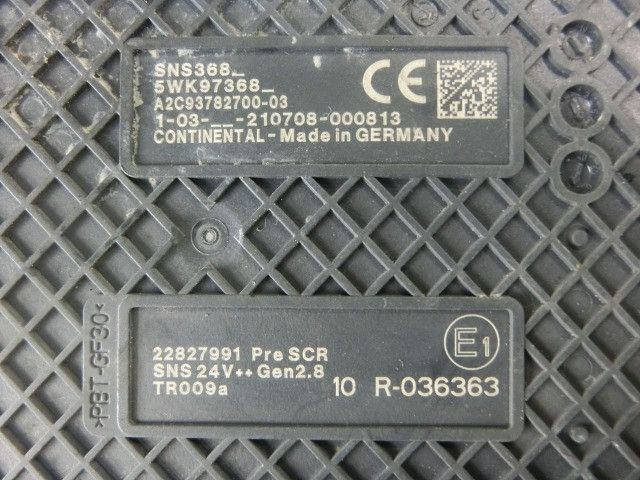 SNS368_
5WK97368_
A2C93782700-03
1-03-__-210708-000813
CONTINENTAL - Made in GERMANY
CE
>PBT-GF30<
22827991 Pre SCR
SNS 24V++ Gen2.8
TR009a
E1
10 R-036363